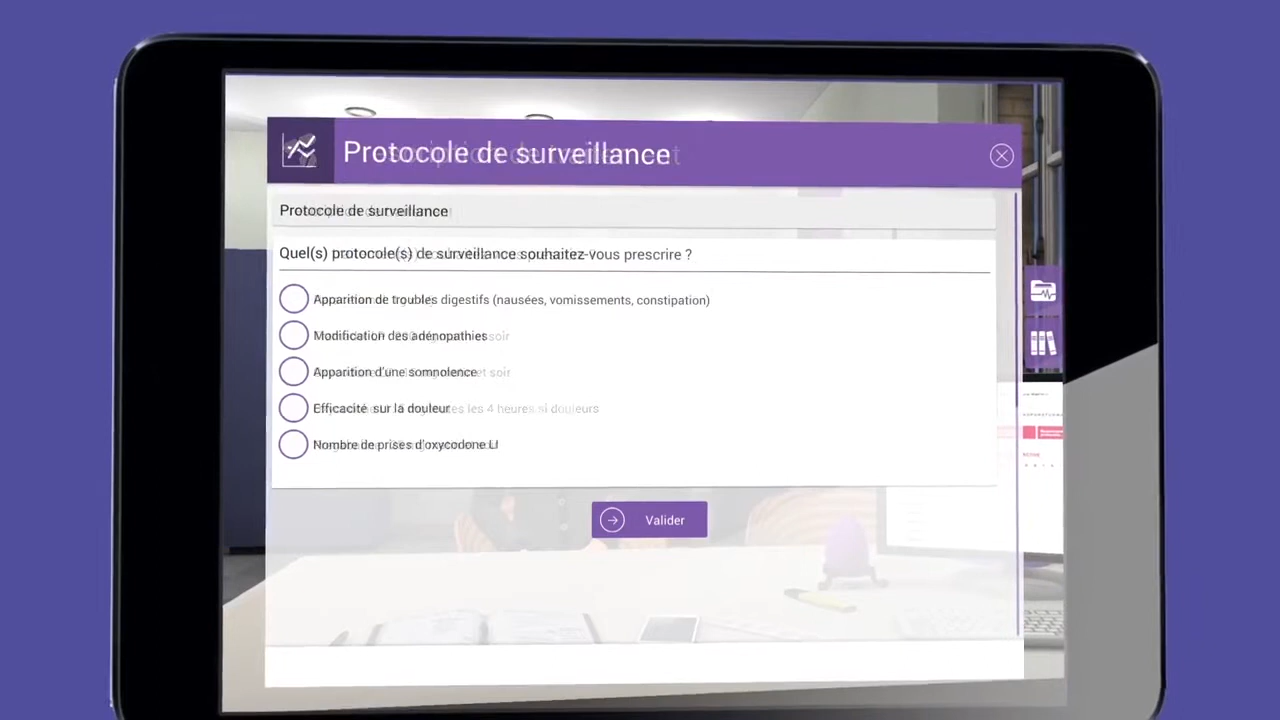 Protocole de surveillance
Protocole de surveillance
Quel(s) protocole(s) de surveillance souhaitez-vous prescrire ?
Apparition de troubles digestifs (nausées, vomissements, constipation)
Modification des adénopathies
Apparition d'une somnolence
Efficacité sur la douleur
Nombre de prises d'oxycodone LI
Valider